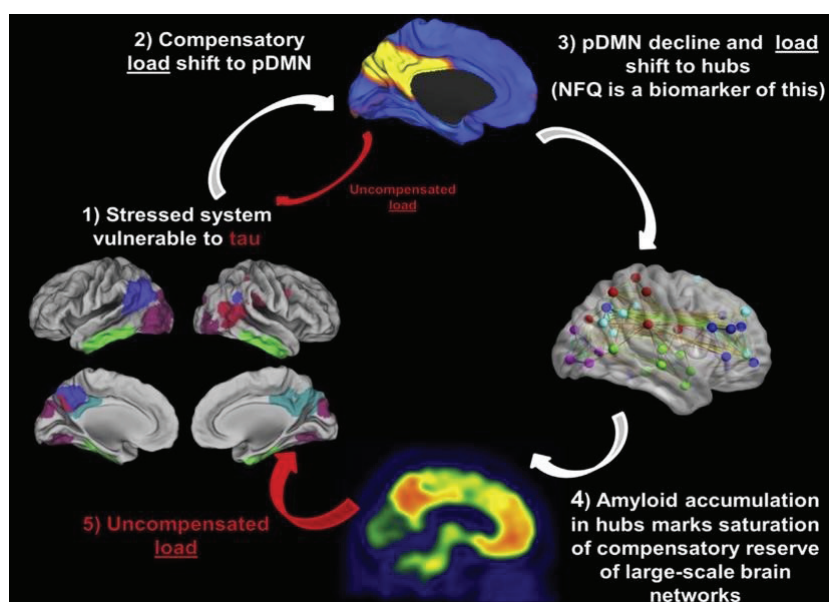 2) Compensatory
load shift to pDMN
3) pDMN decline and load
shift to hubs
(NFQ is a biomarker of this)
Uncompensated
load
1) Stressed system
vulnerable to tau
4) Amyloid accumulation
in hubs marks saturation
of compensatory reserve
of large-scale brain
networks
5) Uncompensated
load